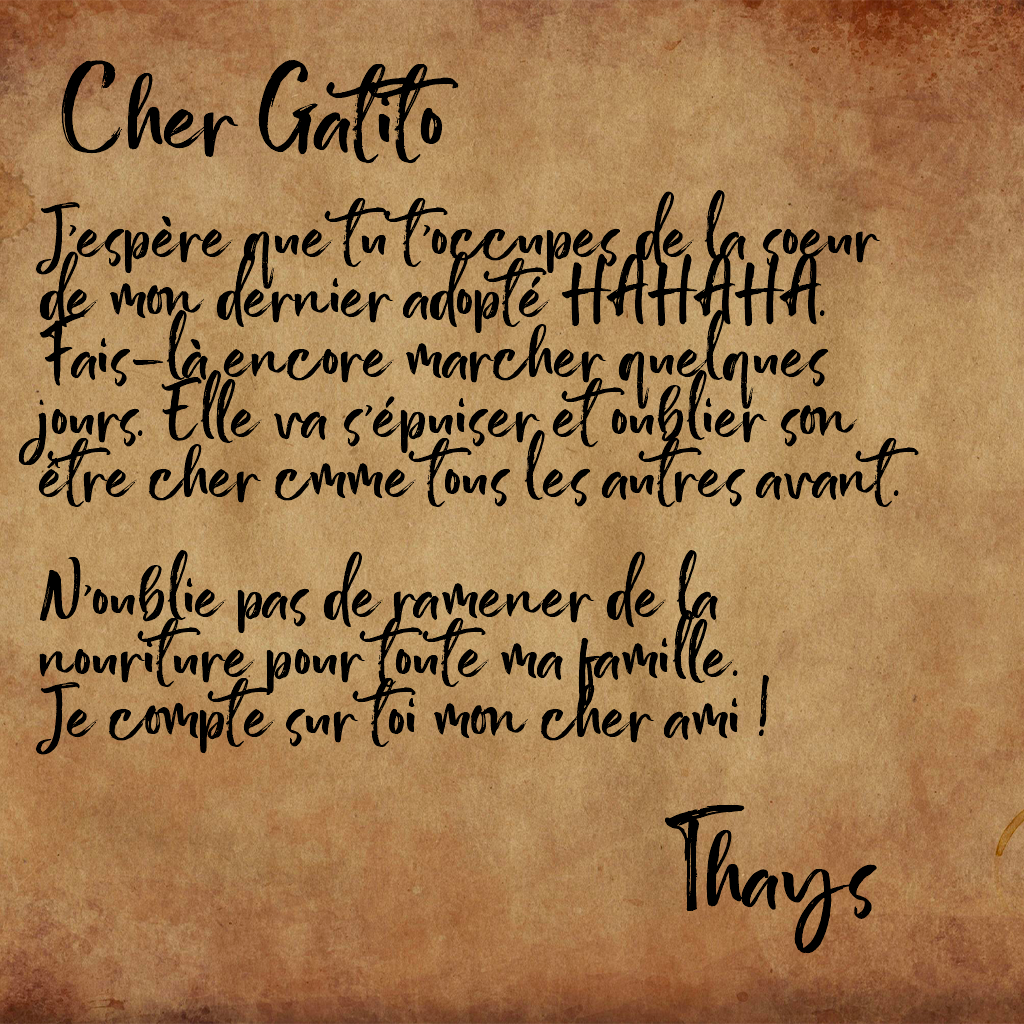 Cher Gatito
J'espère que tu t'occupes de la soeur
de mon dernier adopté HAHAHA.
Fais-là encore marcher quelques
jours. Elle va s'épuiser et oublier son
être cher cmme tous les autres avant.
N'oublie pas de ramener de la
nouriture pour toute ma famille.
Je compte sur toi mon cher ami !
Thays